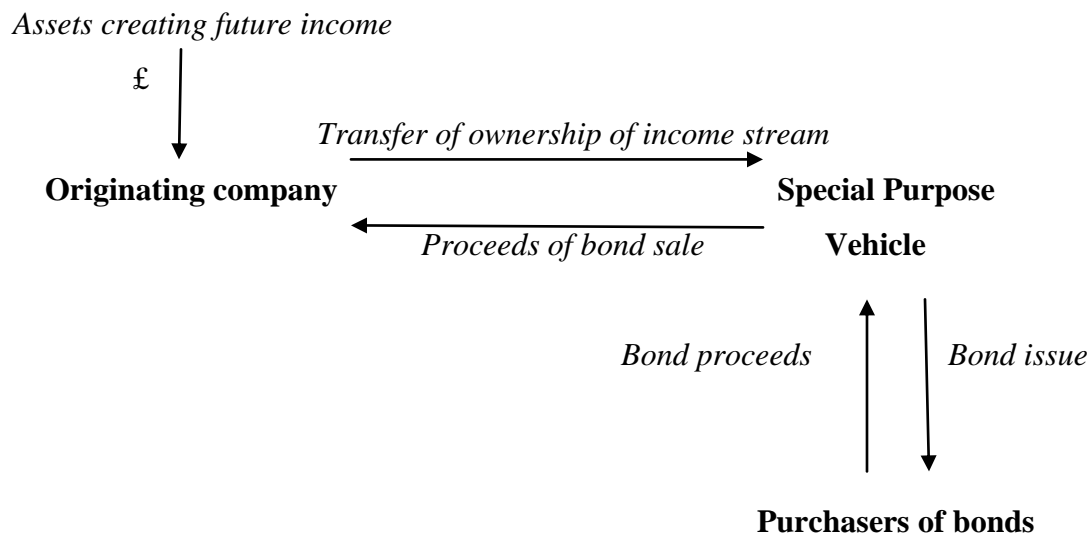 Assets creating future income
£
Transfer of ownership of income stream
Originating company
Special Purpose
Vehicle
Proceeds of bond sale
Bond proceeds
Bond issue
Purchasers of bonds